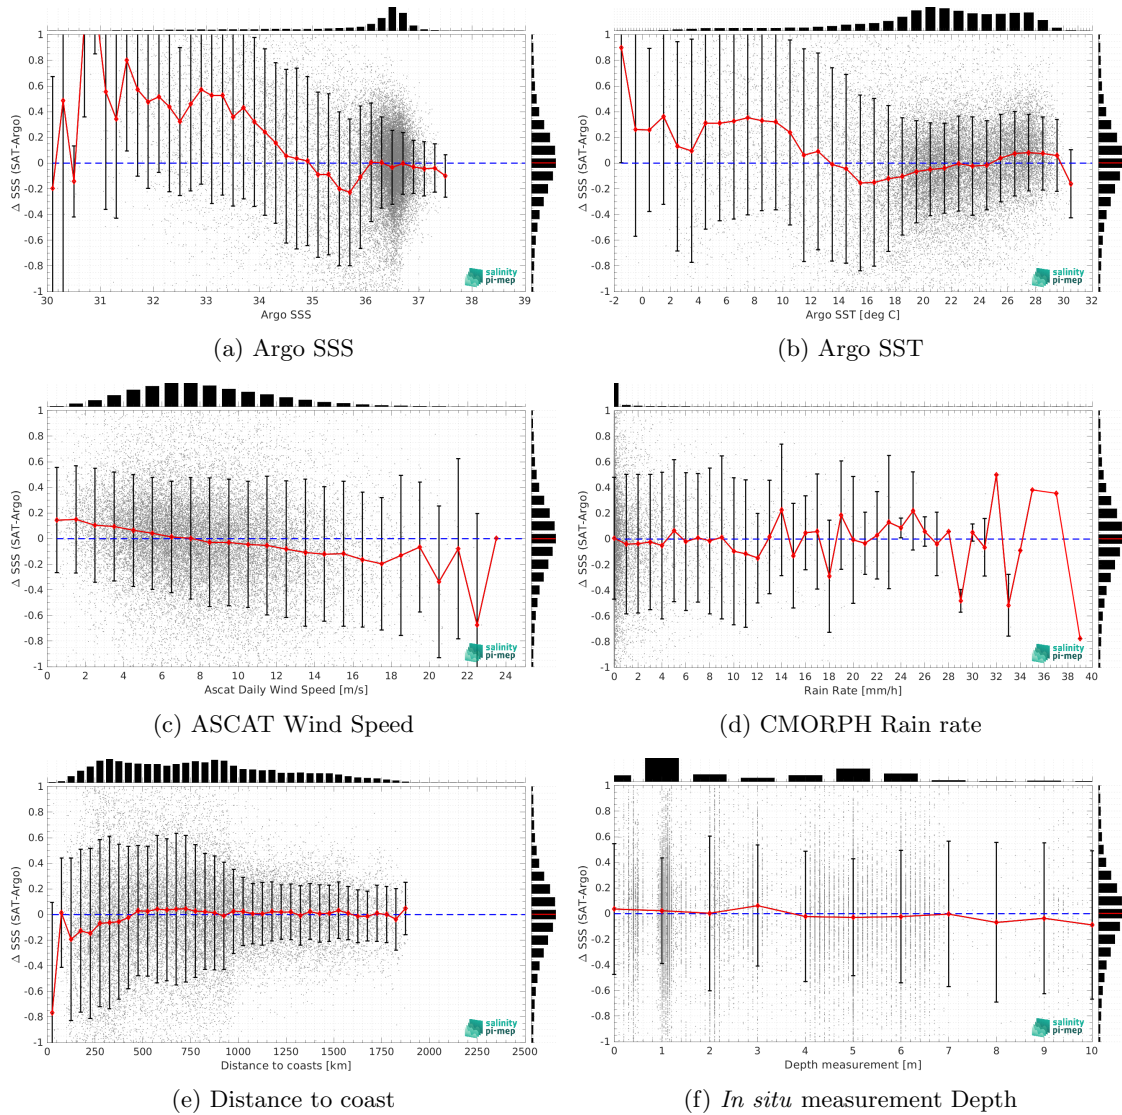 1
0.8
0.6
0.4
0.2
0
-0.2
-0.4
-0.6
-0.8
-1
Δ SSS (SAT-Argo)
30 31 32 33 34 35 36 37 38 39
Argo SSS
salinity
pi-mep
(a) Argo SSS
1
0.8
0.6
0.4
0.2
0
-0.2
-0.4
-0.6
-0.8
-1
Δ SSS (SAT-Argo)
-2 0 2 4 6 8 10 12 14 16 18 20 22 24 26 28 30 32
Argo SST [deg C]
salinity
pi-mep
(b) Argo SST
1
0.8
0.6
0.4
0.2
0
-0.2
-0.4
-0.6
-0.8
-1
Δ SSS (SAT-Argo)
0 2 4 6 8 10 12 14 16 18 20 22 24
Ascat Daily Wind Speed [m/s]
salinity
pi-mep
(c) ASCAT Wind Speed
1
0.8
0.6
0.4
0.2
0
-0.2
-0.4
-0.6
-0.8
-1
Δ SSS (SAT-Argo)
0 2 4 6 8 10 12 14 16 18 20 22 24 26 28 30 32 34 36 38 40
Rain Rate [mm/h]
salinity
pi-mep
(d) CMORPH Rain rate
1
0.8
0.6
0.4
0.2
0
-0.2
-0.4
-0.6
-0.8
-1
Δ SSS (SAT-Argo)
0 250 500 750 1000 1250 1500 1750 2000 2250 2500
Distance to coasts [km]
salinity
pi-mep
(e) Distance to coast
1
0.8
0.6
0.4
0.2
0
-0.2
-0.4
-0.6
-0.8
-1
Δ SSS (SAT-Argo)
0 1 2 3 4 5 6 7 8 9 10
Depth measurement [m]
salinity
pi-mep
(f) In situ measurement Depth